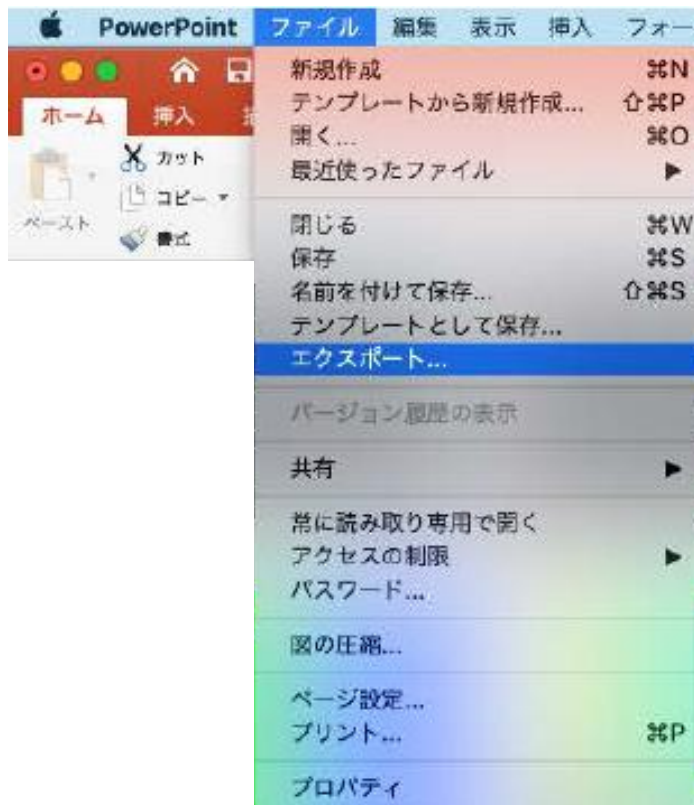 PowerPoint ファイル 編集 表示 挿入 フォー
ホーム 挿入
カット
コピー
ペースト
書式
新規作成 ⌘N
テンプレートから新規作成... ⇧⌘P
開く... ⌘O
最近使ったファイル ▶
閉じる ⌘W
保存 ⌘S
名前を付けて保存... ⇧⌘S
テンプレートとして保存...
エクスポート...
バージョン履歴の表示
共有 ▶
常に読み取り専用で開く
アクセスの制限 ▶
パスワード...
図の圧縮...
ページ設定...
プリント... ⌘P
プロパティ